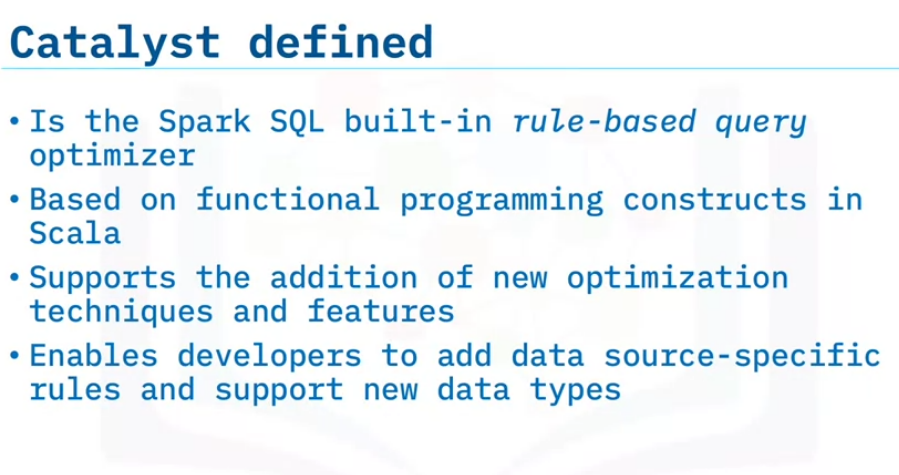 Catalyst defined
• Is the Spark SQL built-in rule-based query
optimizer
• Based on functional programming constructs in
Scala
• Supports the addition of new optimization
techniques and features
• Enables developers to add data source-specific
rules and support new data types